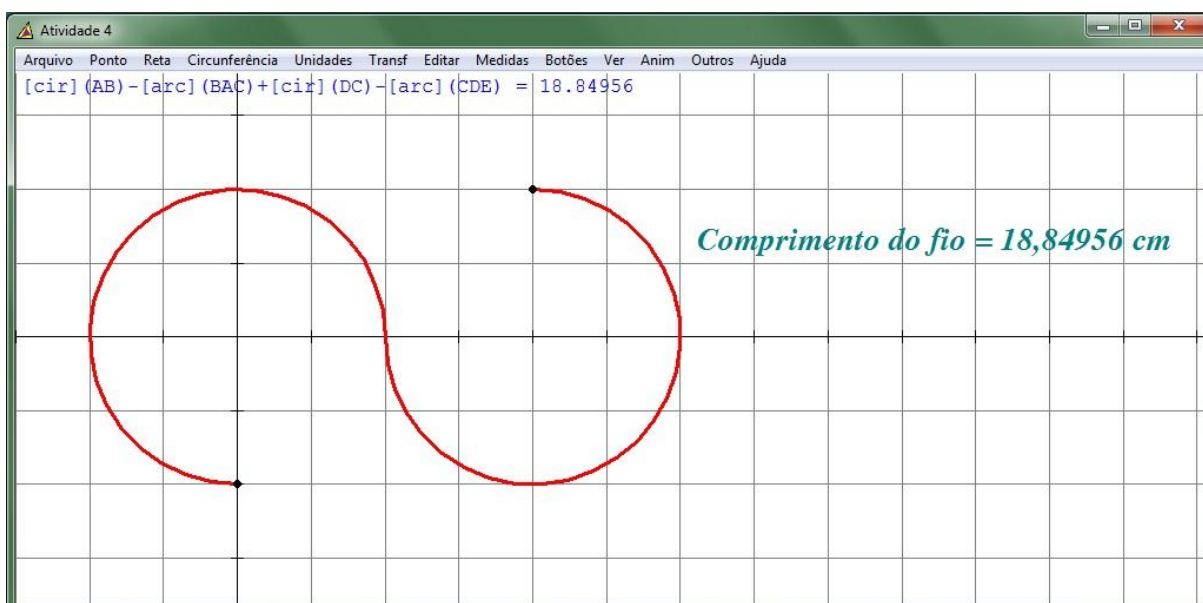 Atividade 4
Arquivo Ponto Reta Circunferência Unidades Transf Editar Medidas Botões Ver Anim Outros Ajuda
[cir](AB)-[arc](BAC)+[cir](DC)-[arc](CDE) = 18.84956
Comprimento do fio = 18,84956 cm